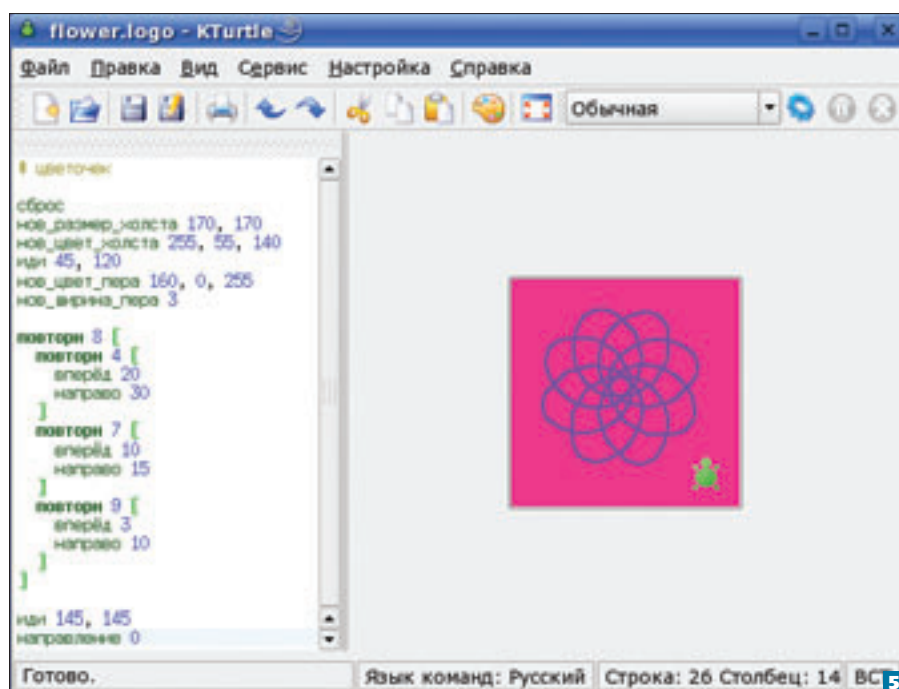 flower.logo - KTurtle
Файл Правка Вид Сервис Настройка Справка
Обычная
# цветочек
сброс
нов_размер_холста 170, 170
нов_цвет_холста 255, 55, 140
иди 45, 120
нов_цвет_пера 160, 0, 255
нов_ширина_пера 3
повтори 8 [
повтори 4 [
вперёд 20
направо 30
]
повтори 7 [
вперёд 10
направо 15
]
повтори 9 [
вперёд 3
направо 10
]
]
иди 145, 145
направление 0
Готово.
Язык команд: Русский
Строка: 26 Столбец: 14
ВСТ
5